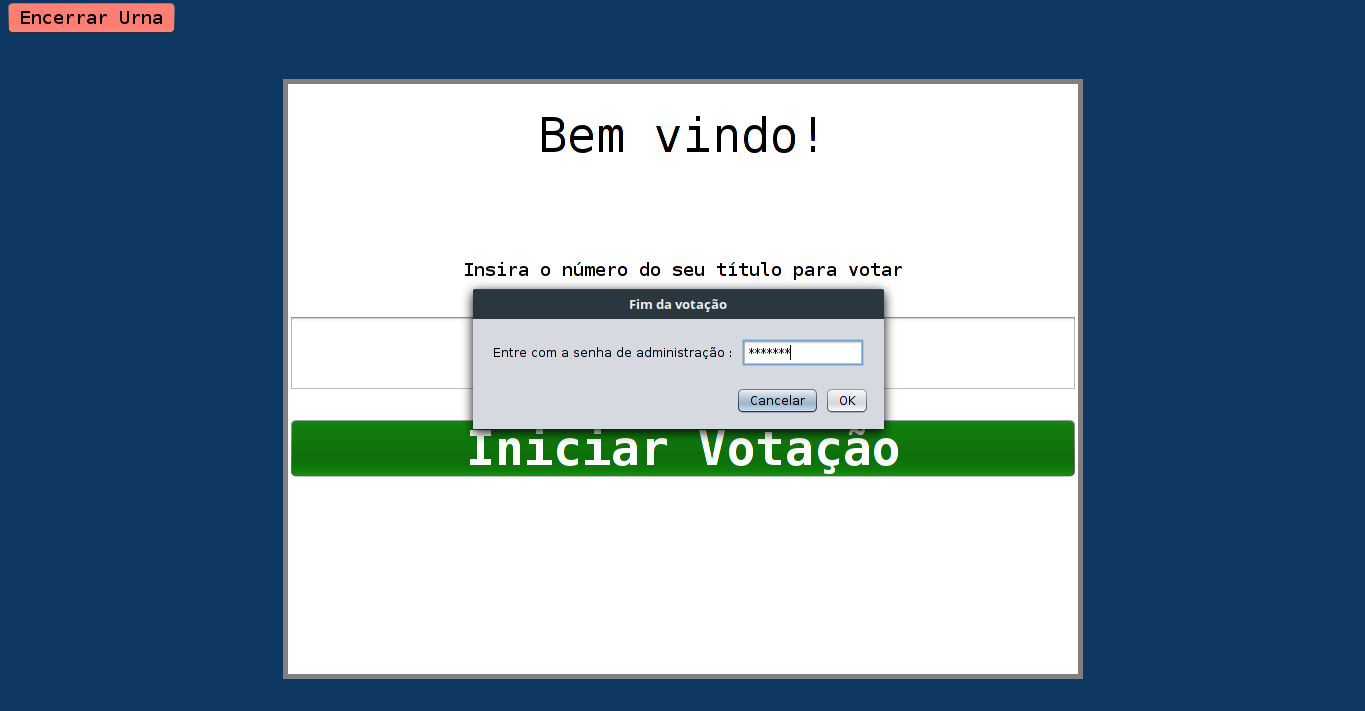 Encerrar Urna
Bem vindo!
Insira o número do seu título para votar
Fim da votação
Entre com a senha de administração :
*******
Cancelar
OK
Iniciar Votação